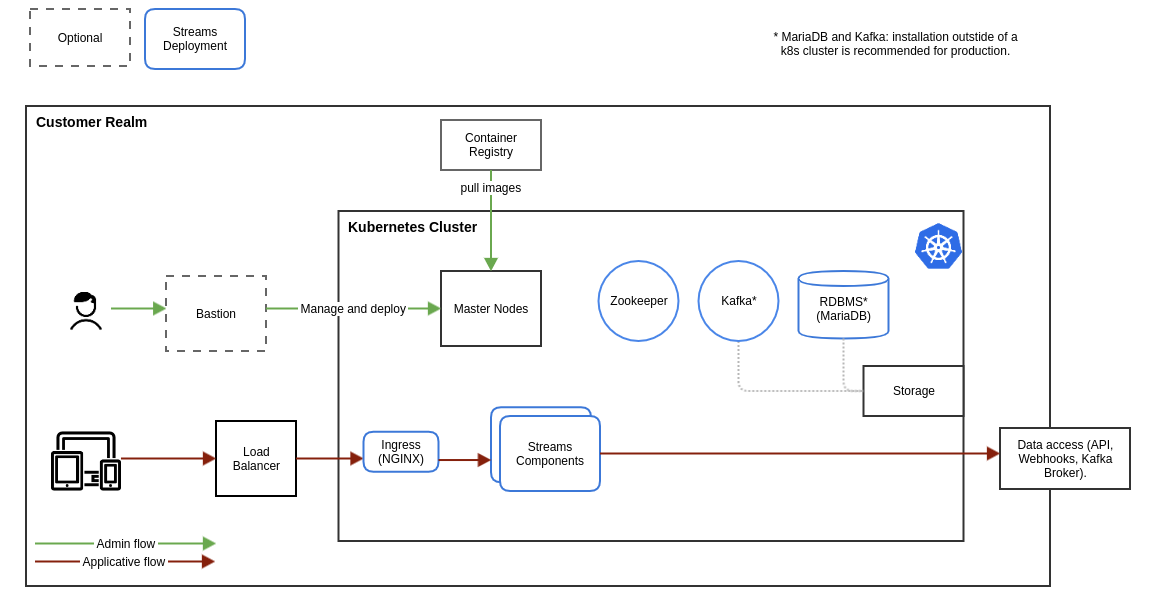 Optional
Streams
Deployment
* MariaDB and Kafka: installation outside of a
k8s cluster is recommended for production.
Customer Realm
Container
Registry
pull images
Kubernetes Cluster
Bastion
Manage and deploy
Master Nodes
Zookeeper
Kafka*
RDBMS*
(MariaDB)
Storage
Load
Balancer
Ingress
(NGINX)
Streams
Components
Data access (API,
Webhooks, Kafka
Broker).
Admin flow
Applicative flow